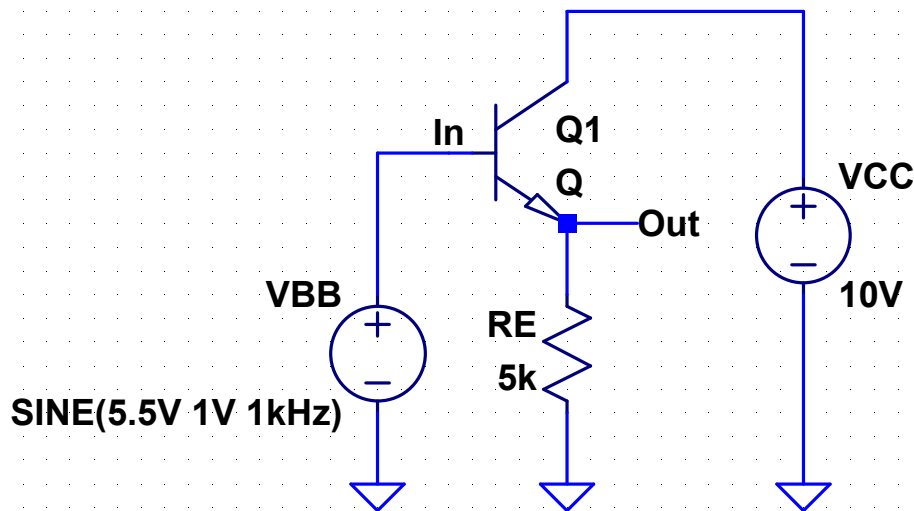 In
Q1
Q
VCC
Out
VBB
10V
RE
5k
SINE(5.5V 1V 1kHz)